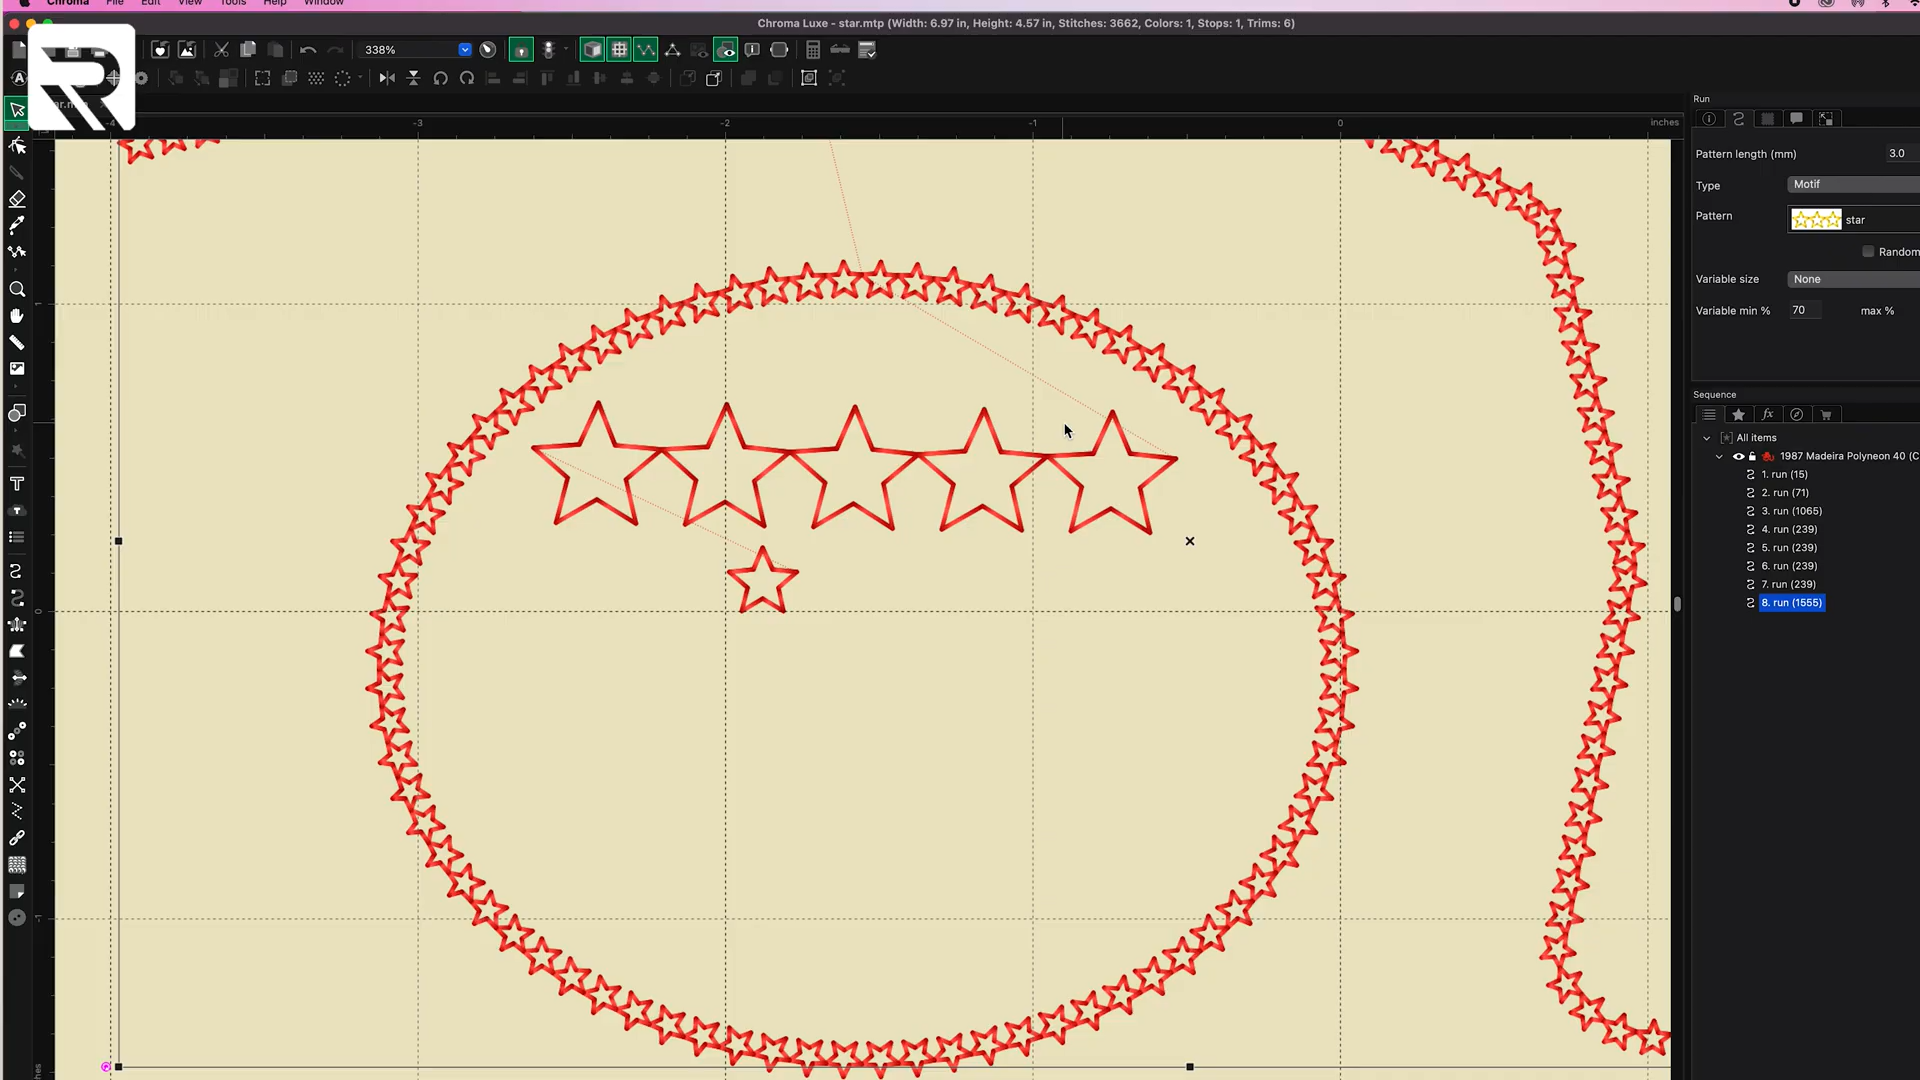 Chroma File Edit View Tools Help Window
Chroma Luxe - star.mtp (Width: 6.97 in, Height: 4.57 in, Stitches: 3662, Colors: 1, Stops: 1, Trims: 6)
338%
-3 -2 -1 0 inches
1
0
-1
Run
Pattern length (mm) 3.0
Type Motif
Pattern star
Random
Variable size None
Variable min % 70 max %
Sequence
All items
1987 Madeira Polyneon 40 (C
1. run (15)
2. run (71)
3. run (1065)
4. run (239)
5. run (239)
6. run (239)
7. run (239)
8. run (1555)